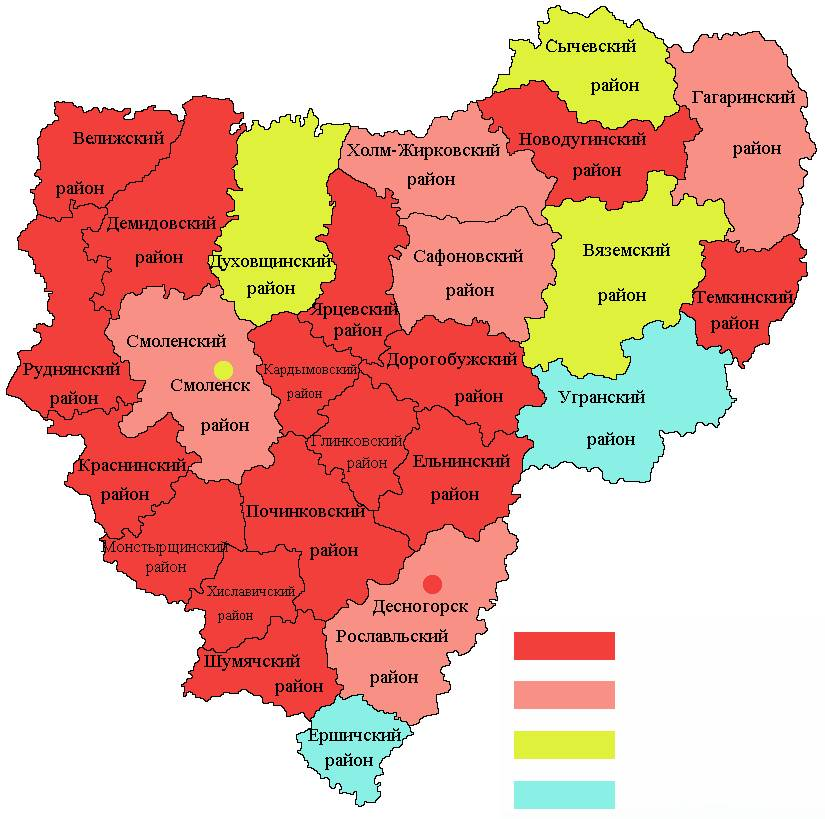 Сычевский
район
Гагаринский
район
Велижский
район
Новодугинский
район
Холм-Жирковский
район
Демидовский
район
Духовщинский
район
Сафоновский
район
Вяземский
район
Темкинский
район
Ярцевский
район
Смоленский
Смоленск
район
Руднянский
район
Кардымовский
район
Дорогобужский
район
Угранский
район
Глинковский
район
Ельнинский
район
Краснинский
район
Починковский
район
Монстырщинский
район
Хиславичский
район
Десногорск
Рославльский
район
Шумячский
район
Ершичский
район